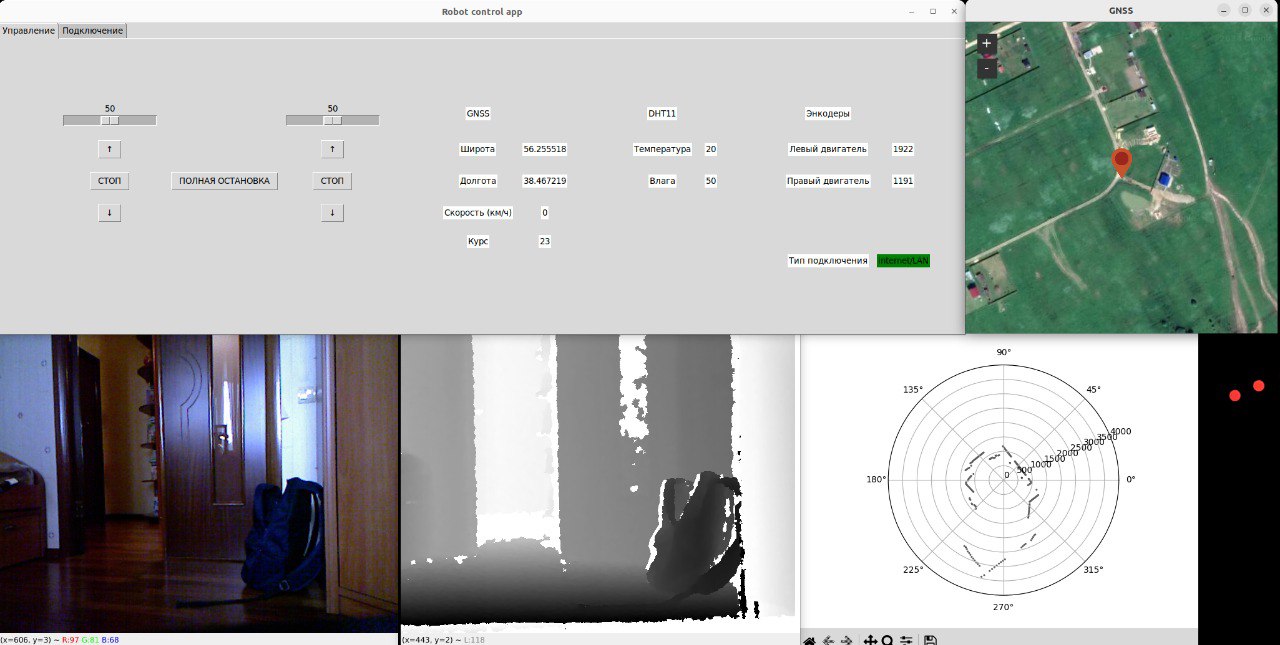 Robot control app
GNSS
Управление Подключение
+
-
50 50
GNSS DHT11 Энкодеры
↑ ↑
Широта 56.255518 Температура 20 Левый двигатель 1922
СТОП ПОЛНАЯ ОСТАНОВКА СТОП
Долгота 38.467219 Влага 50 Правый двигатель 1191
↓ ↓
Скорость (км/ч) 0
Курс 23
Тип подключения Internet/LAN
90°
135° 45°
4000
3500
3000
2500
2000
1500
1000
500
0
180° 0°
225° 315°
270°
(x=606, y=3) ~ R:97 G:81 B:68
(x=443, y=2) ~ L:118